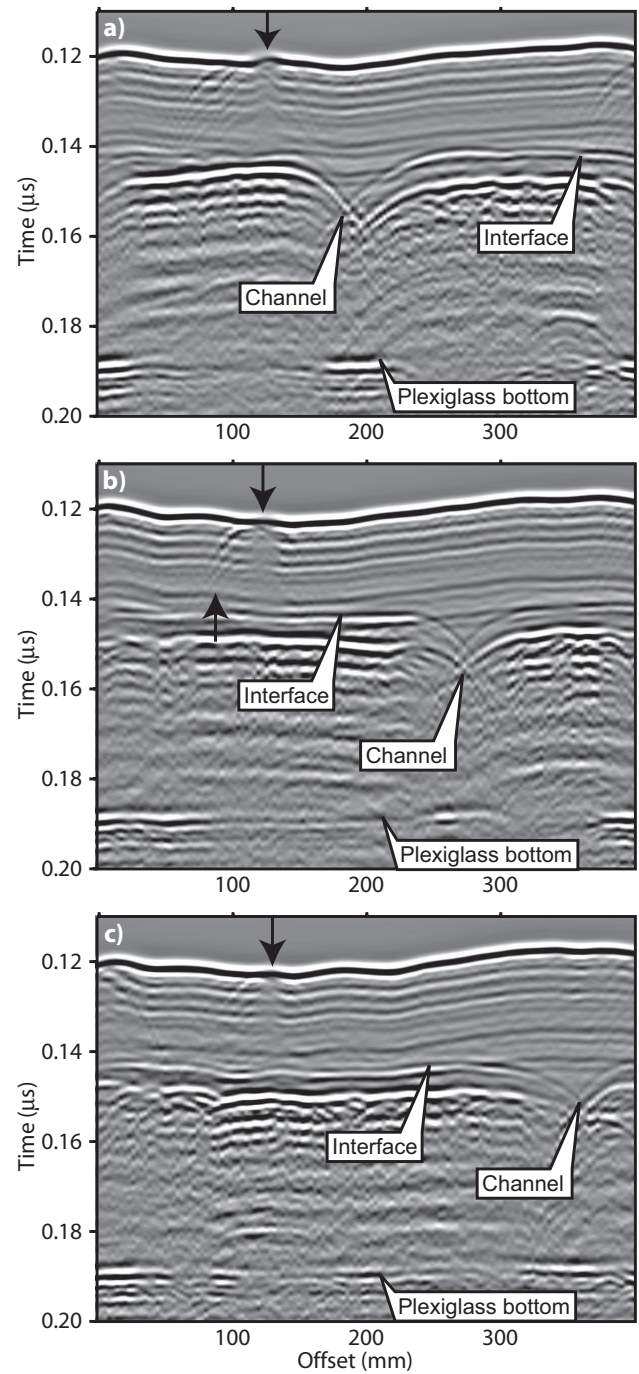 a)
0.12
0.14
Time (μs)
0.16
Interface
Channel
0.18
Plexiglass bottom
0.20
100 200 300
b)
0.12
0.14
Time (μs)
0.16
Interface
Channel
0.18
Plexiglass bottom
0.20
100 200 300
c)
0.12
0.14
Time (μs)
0.16
Interface
Channel
0.18
Plexiglass bottom
0.20
100 200 300
Offset (mm)